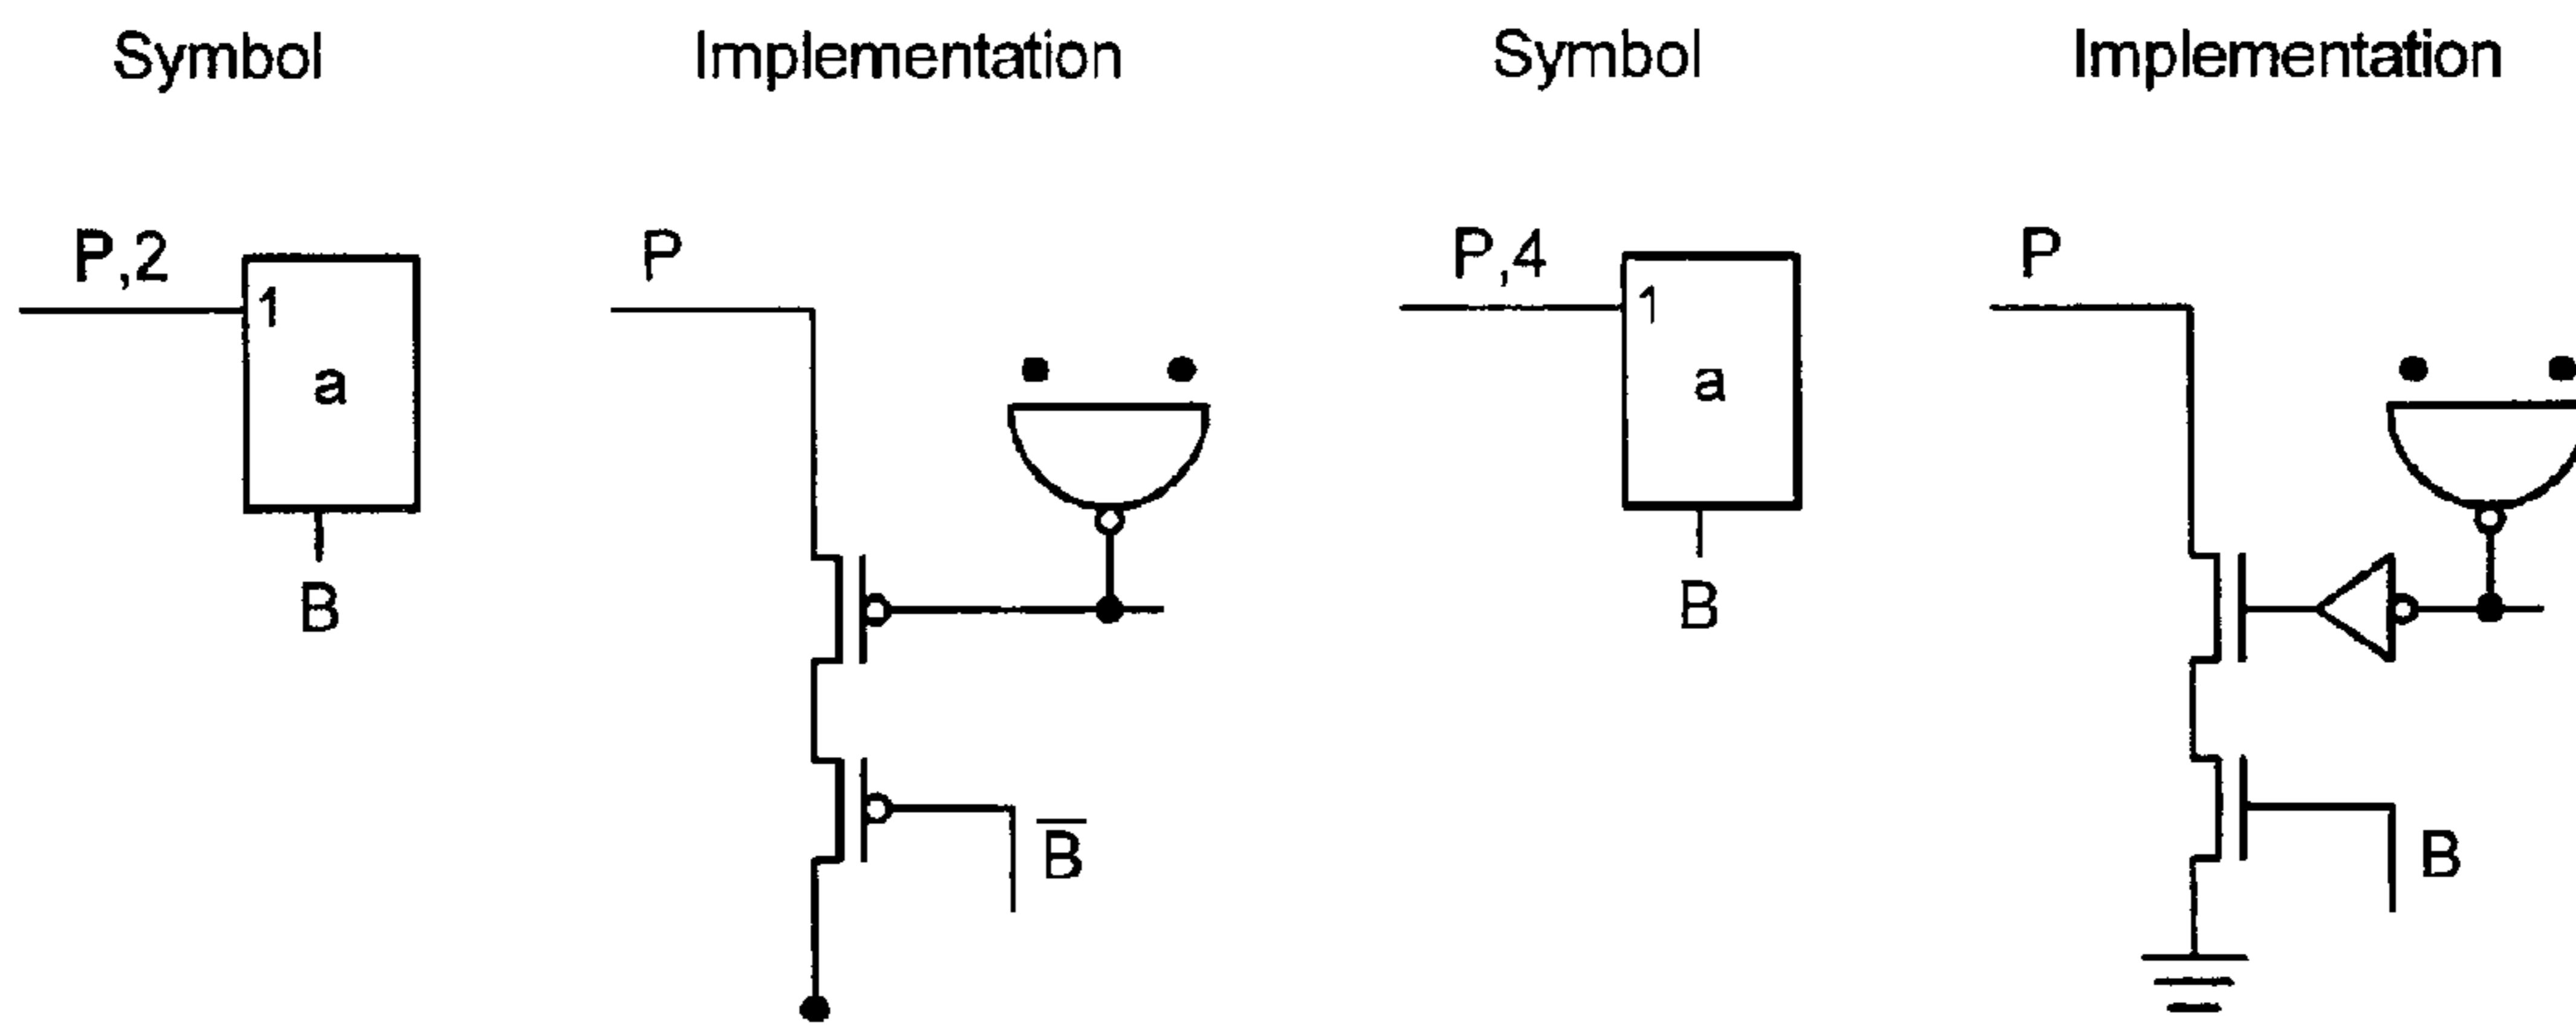 Symbol
Implementation
Symbol
Implementation
P,2
1
a
B
P
B̅
P,4
1
a
B
P
B